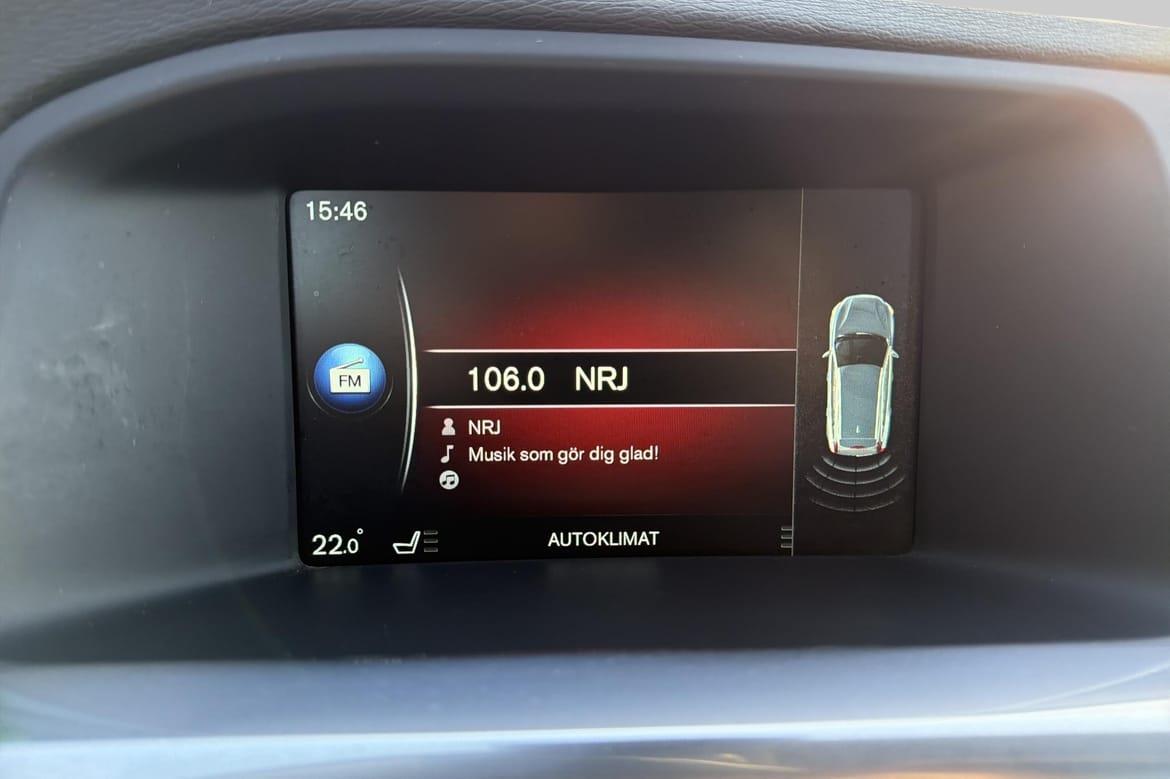 15:46
FM
106.0 NRJ
NRJ
Musik som gör dig glad!
22.0° AUTOKLIMAT